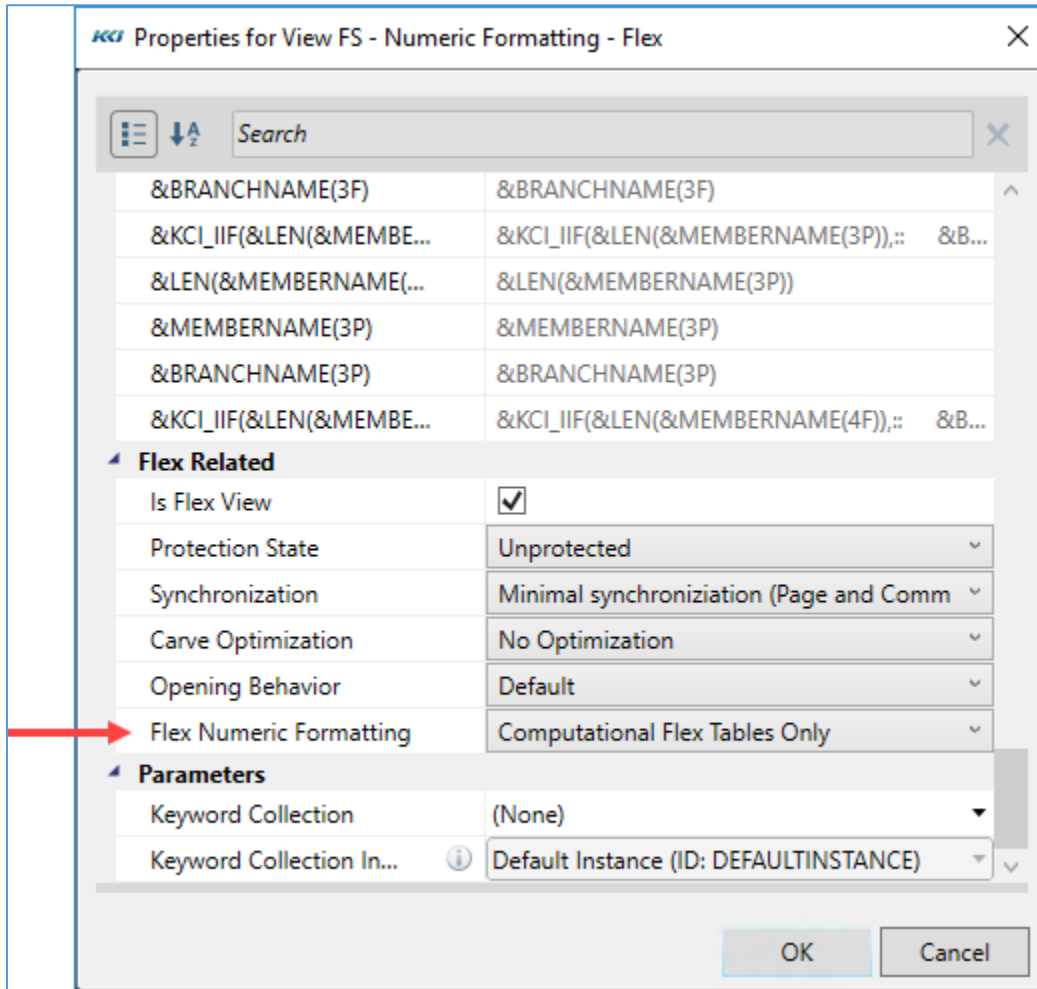 KCI Properties for View FS - Numeric Formatting - Flex
Search
&BRANCHNAME(3F) &BRANCHNAME(3F)
&KCI_IIF(&LEN(&MEMBE... &KCI_IIF(&LEN(&MEMBERNAME(3P)),:: &B...
&LEN(&MEMBERNAME(... &LEN(&MEMBERNAME(3P))
&MEMBERNAME(3P) &MEMBERNAME(3P)
&BRANCHNAME(3P) &BRANCHNAME(3P)
&KCI_IIF(&LEN(&MEMBE... &KCI_IIF(&LEN(&MEMBERNAME(4F)),:: &B...
Flex Related
Is Flex View
Protection State Unprotected
Synchronization Minimal synchroniziation (Page and Comm
Carve Optimization No Optimization
Opening Behavior Default
Flex Numeric Formatting Computational Flex Tables Only
Parameters
Keyword Collection (None)
Keyword Collection In... Default Instance (ID: DEFAULTINSTANCE)
OK Cancel